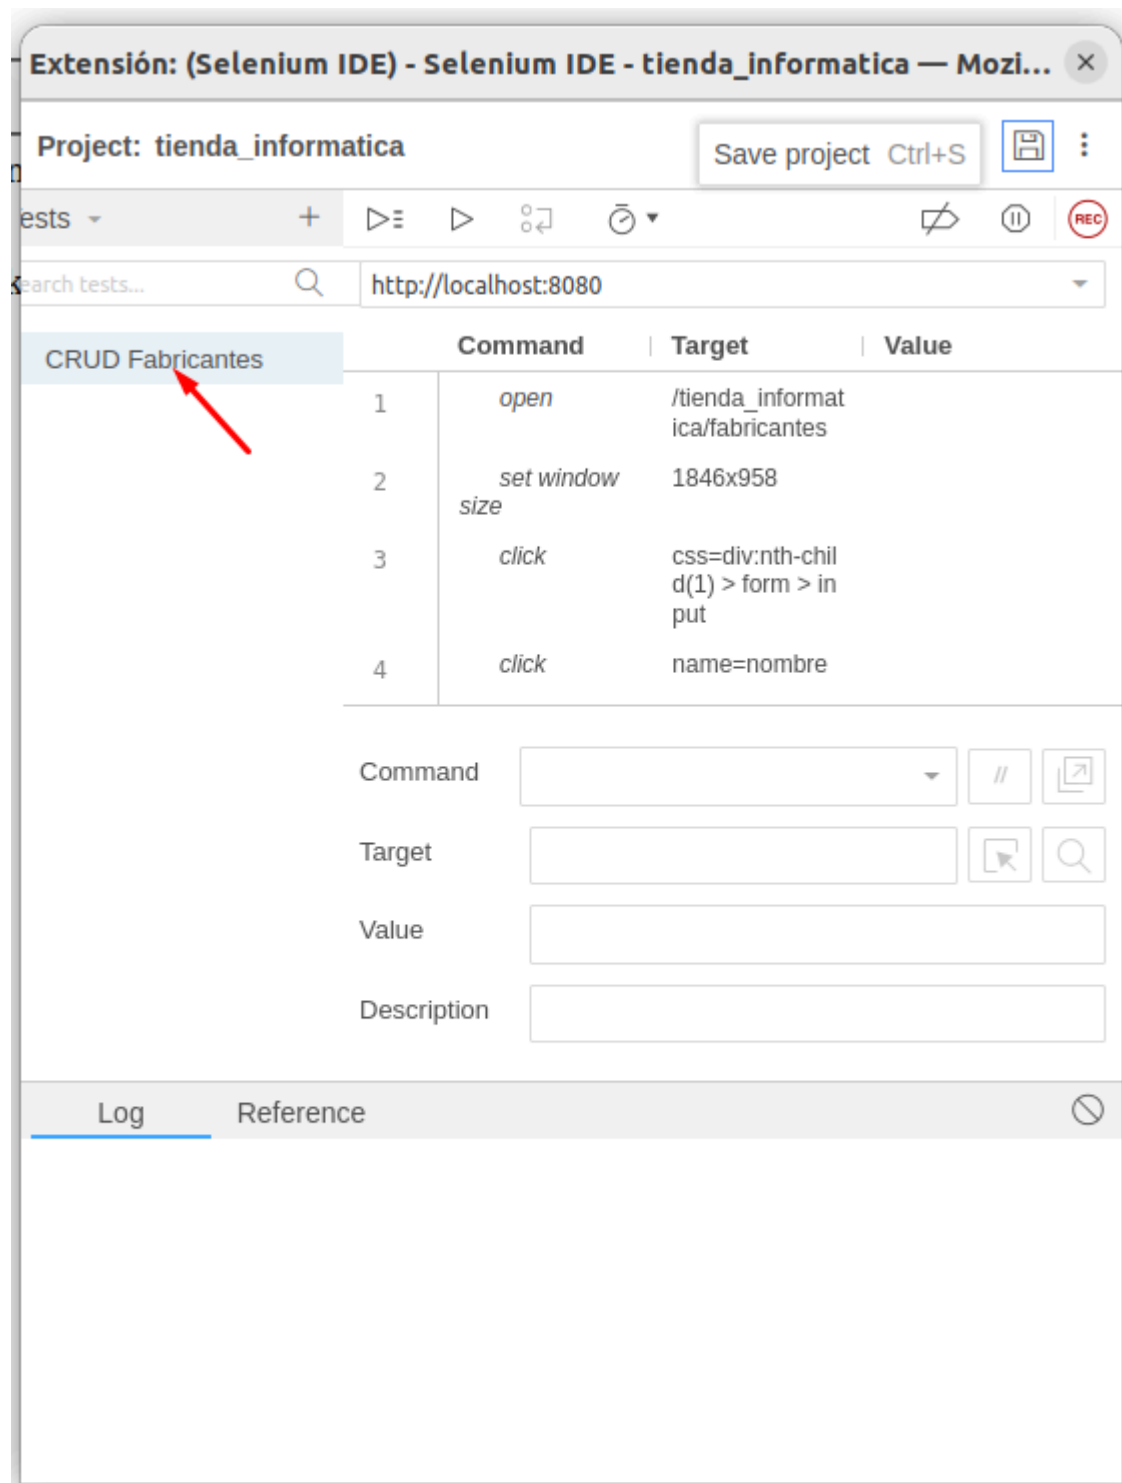 Extensión: (Selenium IDE) - Selenium IDE - tienda_informatica — Mozi...
Project: tienda_informatica
Save project Ctrl+S
ests
REC
earch tests...
http://localhost:8080
CRUD Fabricantes
Command Target Value
1 open /tienda_informat
ica/fabricantes
2 set window 1846x958
size
3 click css=div:nth-chil
d(1) > form > in
put
4 click name=nombre
Command
//
Target
Value
Description
Log Reference